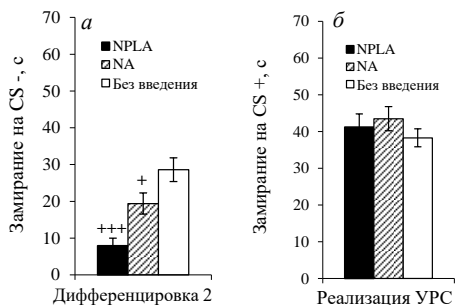 а
Замирание на CS -, с
70
60
50
40
30
20
10
0
NPLA
NA
Без введения
+++
+
Дифференцировка 2
б
Замирание на CS +, с
70
60
50
40
30
20
10
0
NPLA
NA
Без введения
Реализация УРС